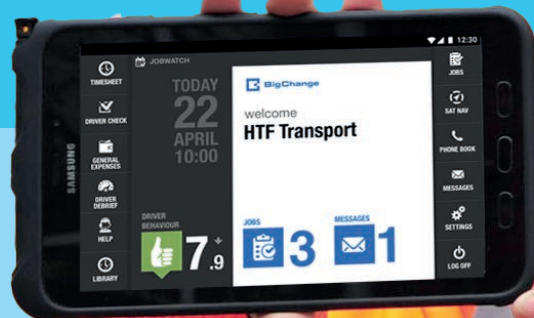 12:30
TIMESHEET
DRIVER CHECK
GENERAL
EXPENSES
DRIVER
DEBRIEF
HELP
LIBRARY
JOBWATCH
TODAY
22
APRIL
10:00
DRIVER
BEHAVIOUR
7.9
BigChange
welcome
HTF Transport
JOBS
3
MESSAGES
1
JOBS
SAT NAV
PHONE BOOK
MESSAGES
SETTINGS
LOG OFF
SAMSUNG